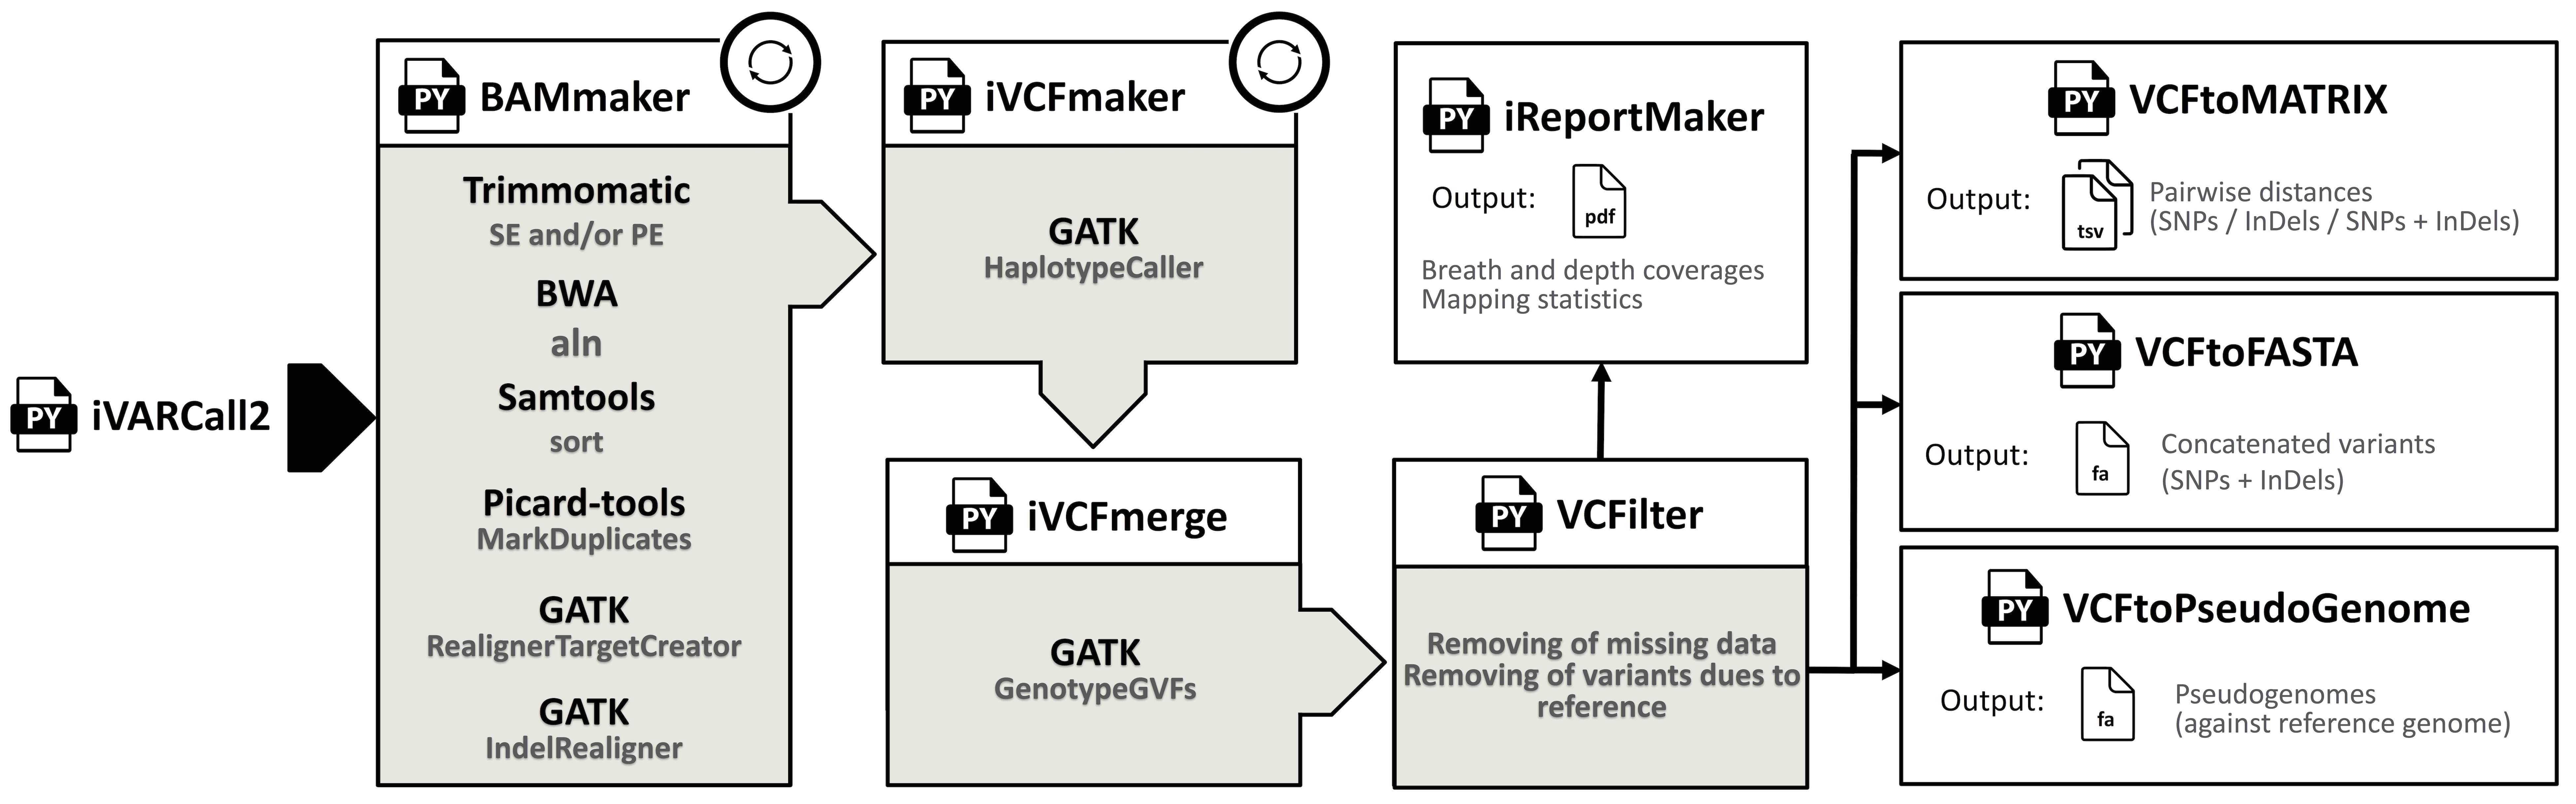 PY iVARCall2
PY BAMmaker
Trimmomatic
SE and/or PE
BWA
aln
Samtools
sort
Picard-tools
MarkDuplicates
GATK
RealignerTargetCreator
GATK
IndelRealigner
PY iVCFmaker
GATK
HaplotypeCaller
PY iVCFmerge
GATK
GenotypeGVFs
PY iReportMaker
Output: pdf
Breath and depth coverages
Mapping statistics
PY VCFilter
Removing of missing data
Removing of variants dues to
reference
PY VCFtoMATRIX
Output: tsv
Pairwise distances
(SNPs / InDels / SNPs + InDels)
PY VCFtoFASTA
Output: fa
Concatenated variants
(SNPs + InDels)
PY VCFtoPseudoGenome
Output: fa
Pseudogenomes
(against reference genome)